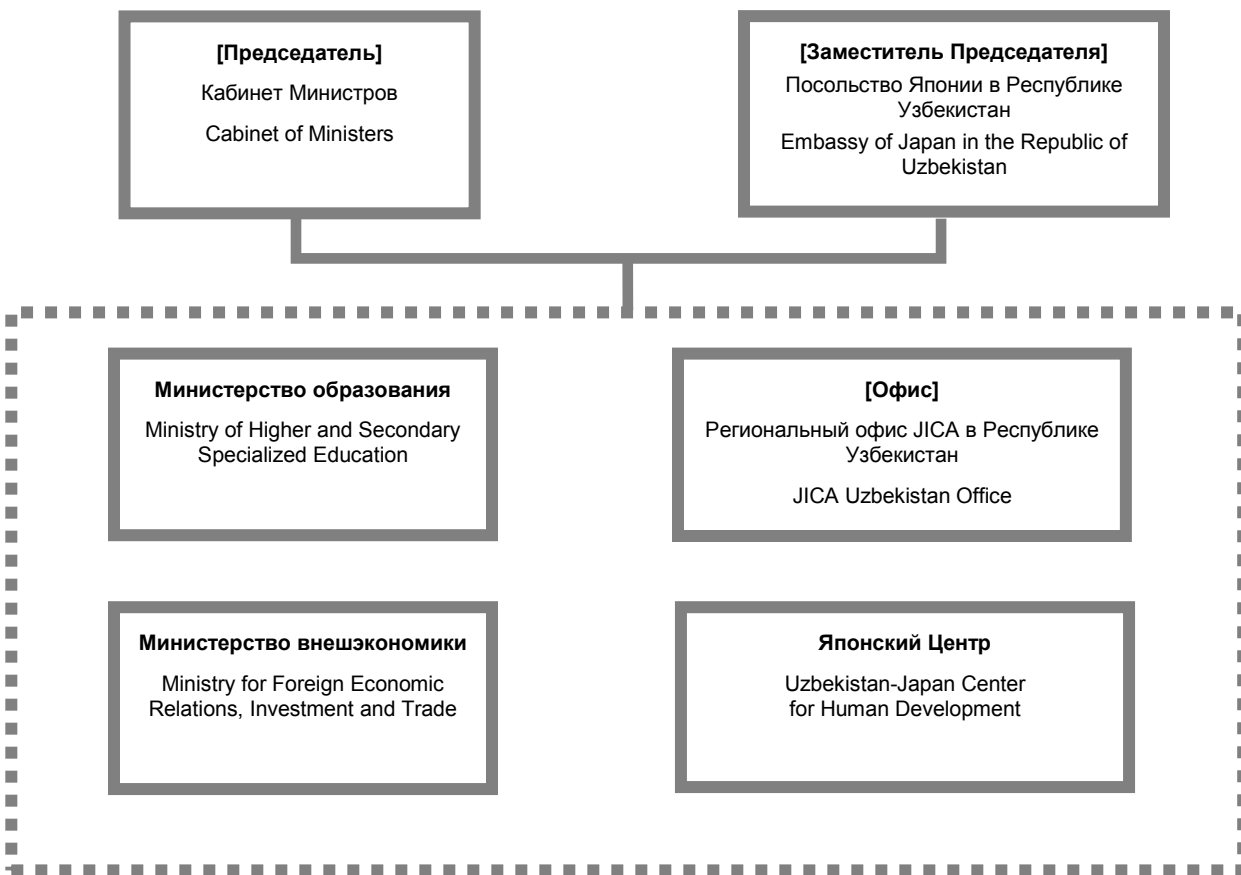 [Председатель]
Кабинет Министров
Cabinet of Ministers
[Заместитель Председателя]
Посольство Японии в Республике
Узбекистан
Embassy of Japan in the Republic of
Uzbekistan
Министерство образования
Ministry of Higher and Secondary
Specialized Education
[Офис]
Региональный офис JICA в Республике
Узбекистан
JICA Uzbekistan Office
Министерство внешэкономики
Ministry for Foreign Economic
Relations, Investment and Trade
Японский Центр
Uzbekistan-Japan Center
for Human Development